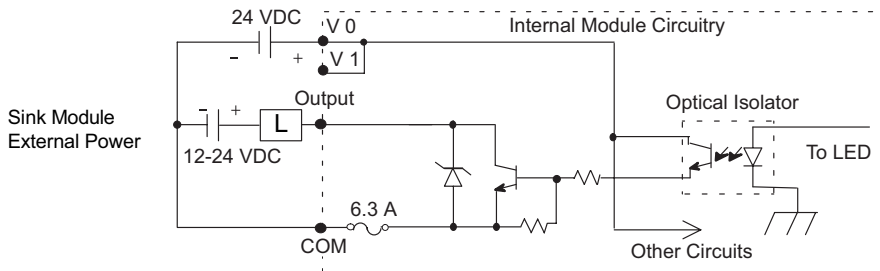 24 VDC
V 0
Internal Module Circuitry
- +
V 1
Output
Optical Isolator
Sink Module
External Power
- +
L
To LED
12-24 VDC
6.3 A
COM
Other Circuits